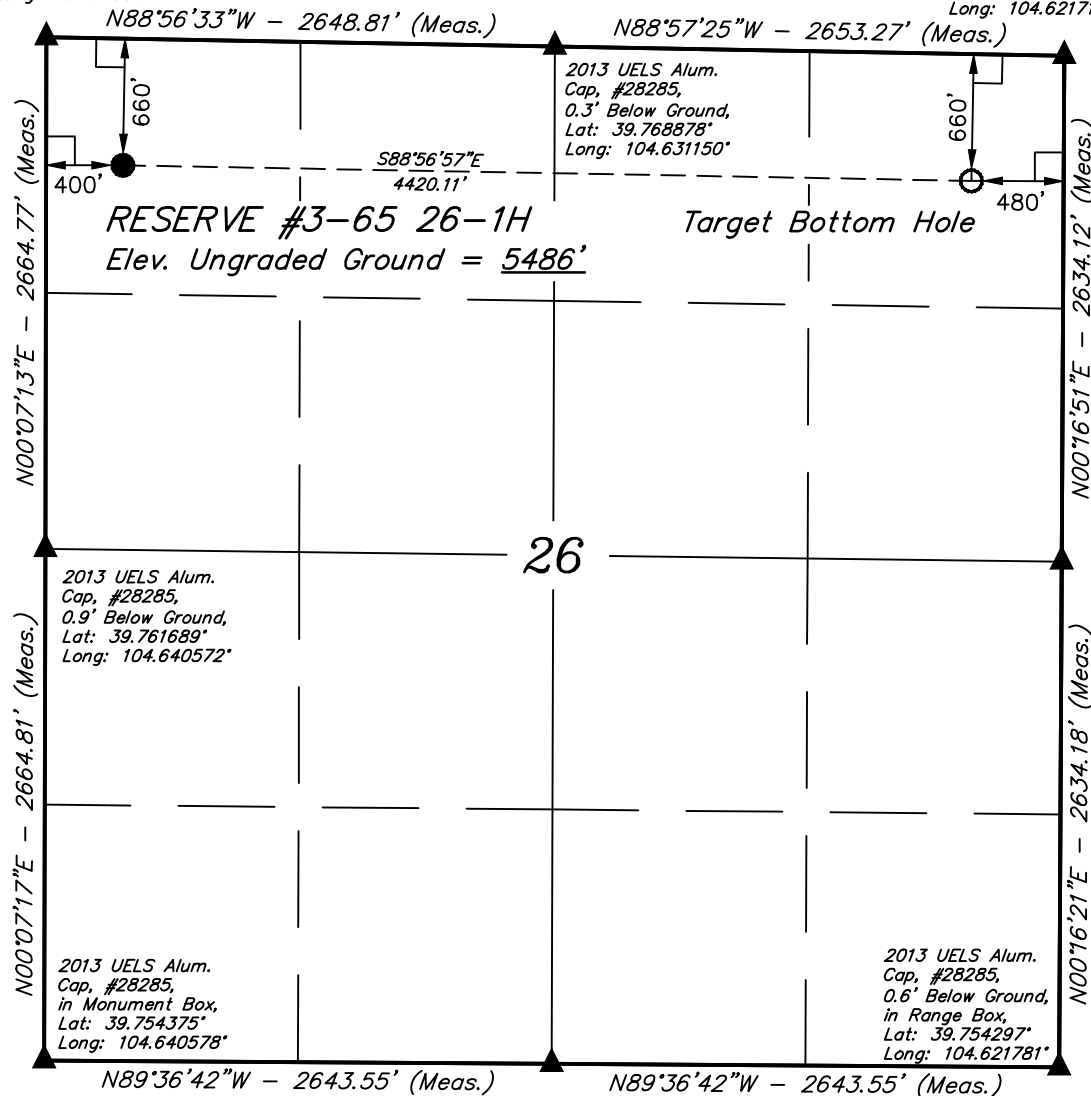 N88°56'33"W - 2648.81' (Meas.)
N88°57'25"W - 2653.27' (Meas.)
Long: 104.6217
2013 UELS Alum.
Cap, #28285,
0.3' Below Ground,
Lat: 39.768878°
Long: 104.631150°
660'
660'
400'
S88°56'57"E
4420.11'
480'
RESERVE #3-65 26-1H
Elev. Ungraded Ground = 5486'
Target Bottom Hole
N00°07'13"E - 2664.77' (Meas.)
N00°16'51"E - 2634.12' (Meas.)
26
2013 UELS Alum.
Cap, #28285,
0.9' Below Ground,
Lat: 39.761689°
Long: 104.640572°
N00°07'17"E - 2664.81' (Meas.)
N00°16'21"E - 2634.18' (Meas.)
2013 UELS Alum.
Cap, #28285,
in Monument Box,
Lat: 39.754375°
Long: 104.640578°
2013 UELS Alum.
Cap, #28285,
0.6' Below Ground,
in Range Box,
Lat: 39.754297°
Long: 104.621781°
N89°36'42"W - 2643.55' (Meas.)
N89°36'42"W - 2643.55' (Meas.)